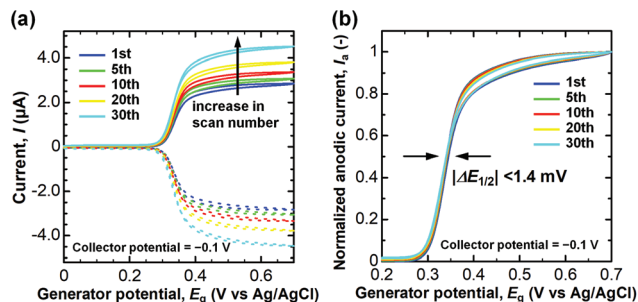 (a)
Current, I (μA)
4.0
2.0
0
-2.0
-4.0
1st
5th
10th
20th
30th
increase in
scan number
Collector potential = −0.1 V
0
0.2
0.4
0.6
Generator potential, Eg (V vs Ag/AgCl)
(b)
Normalized anodic current, Ia (-)
1
0.8
0.6
0.4
0.2
0
1st
5th
10th
20th
30th
|ΔE1/2| <1.4 mV
Collector potential = −0.1 V
0.2
0.3
0.4
0.5
0.6
0.7
Generator potential, Eg (V vs Ag/AgCl)